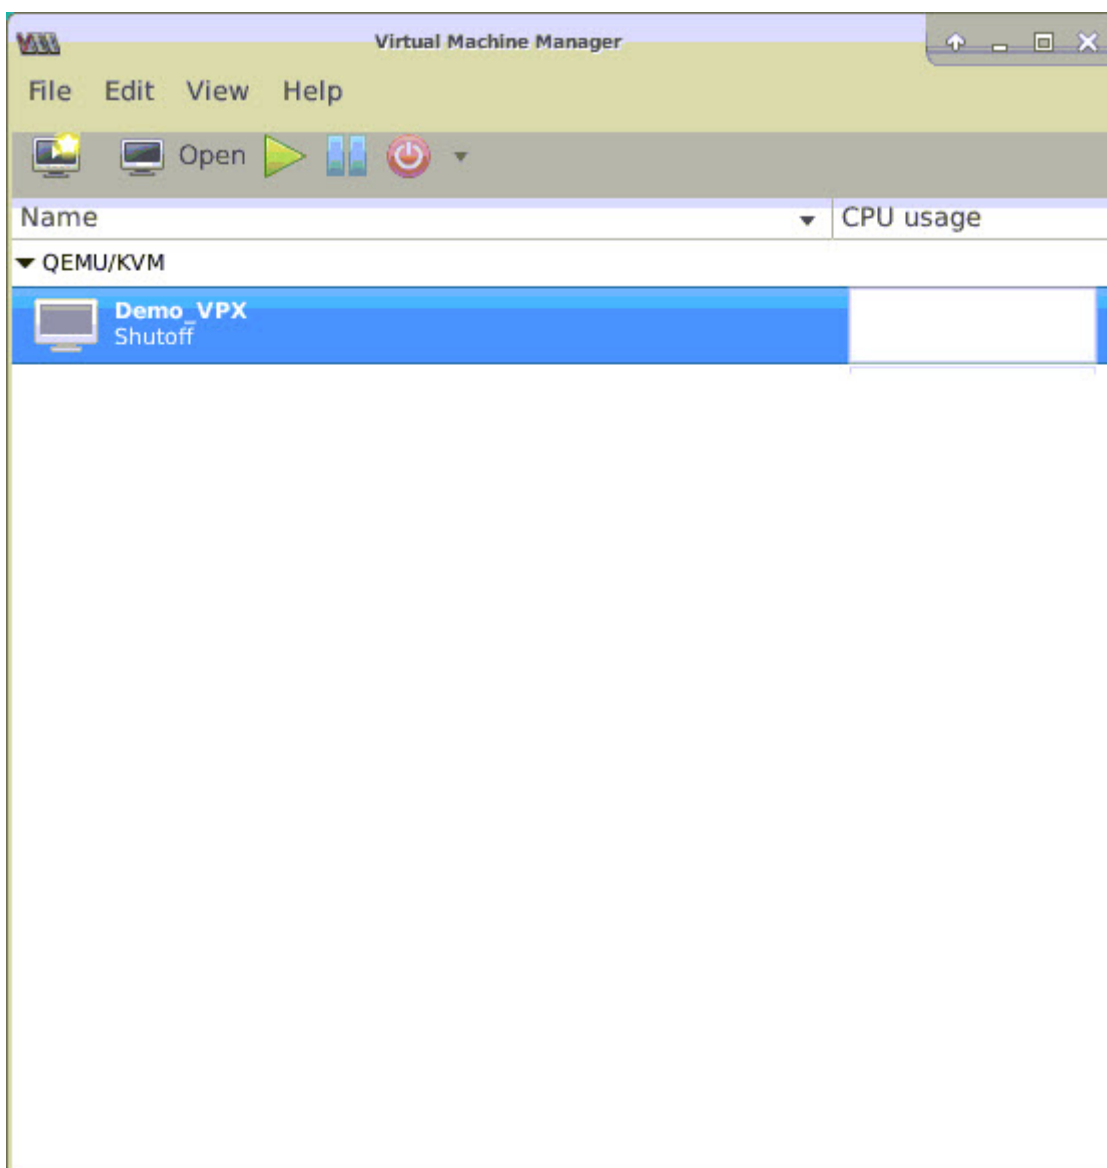 Virtual Machine Manager
File Edit View Help
Open
Name CPU usage
QEMU/KVM
Demo_VPX
Shutoff